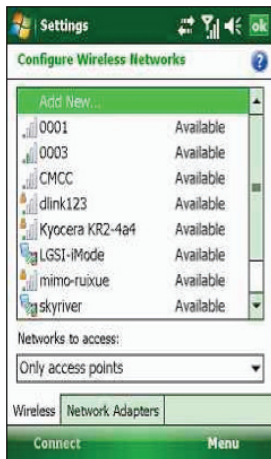 Settings ok
Configure Wireless Networks ?
Add New...
0001 Available
0003 Available
CMCC Available
dlink123 Available
Kyocera KR2-4a4 Available
LGSI-iMode Available
mimo-ruixue Available
skyriver Available
Networks to access:
Only access points
Wireless Network Adapters
Connect Menu